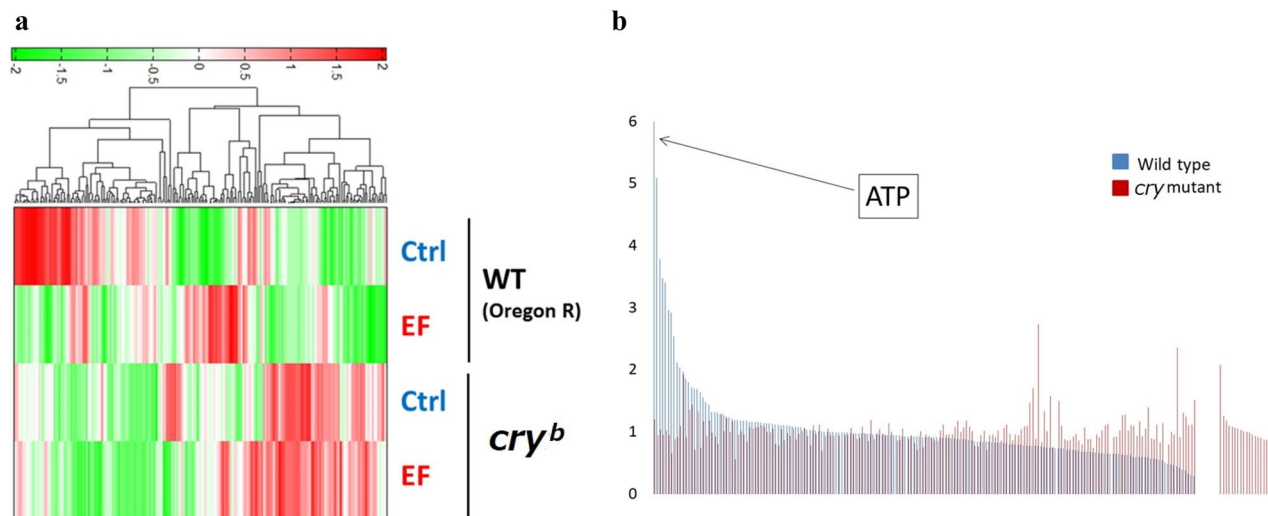 a
b
-2 -1.5 -1 -0.5 0 0.5 1 1.5 2
Ctrl
EF
WT
(Oregon R)
Ctrl
EF
cryᵇ
6
5
4
3
2
1
0
ATP
Wild type
cry mutant